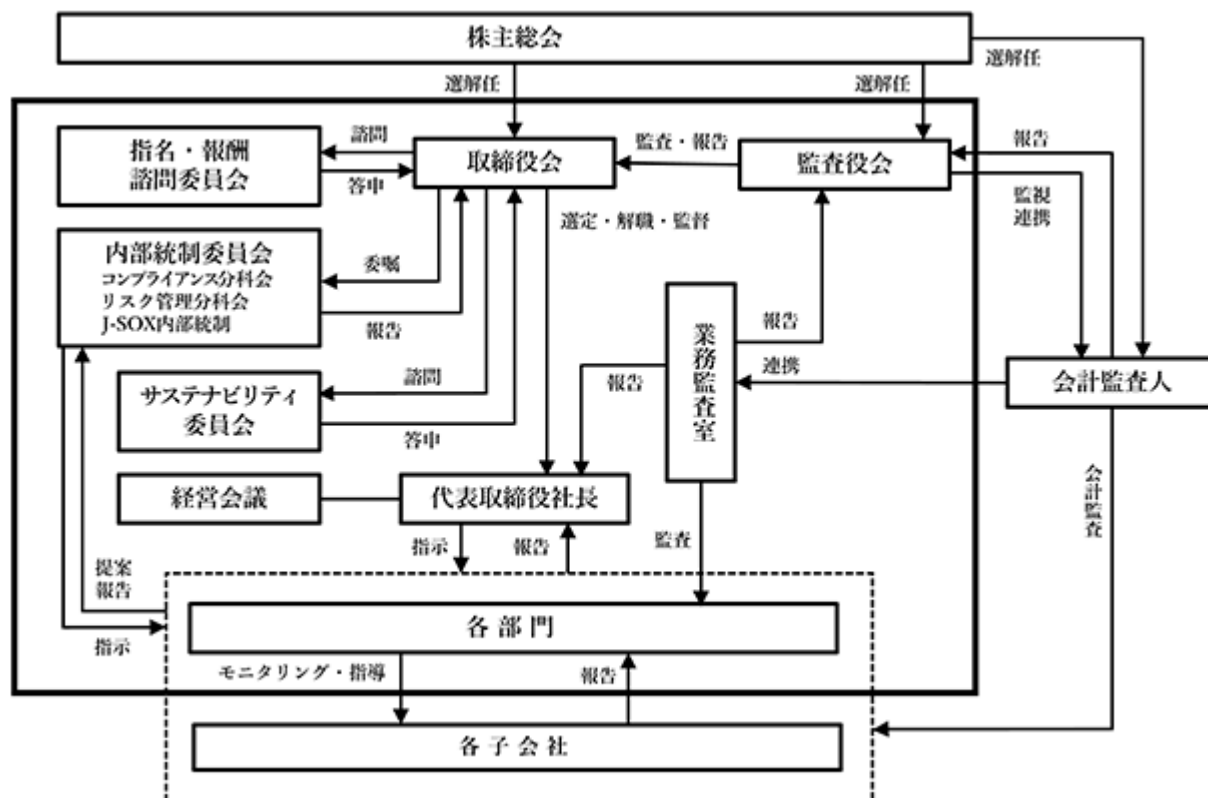 株主総会
選解任
選解任
選解任
指名・報酬
諮問委員会
諮問
答申
取締役会
監査・報告
監査役会
報告
監視
連携
選定・解職・監督
内部統制委員会
コンプライアンス分科会
リスク管理分科会
J-SOX内部統制
委嘱
報告
業務監査室
報告
連携
報告
会計監査人
サステナビリティ
委員会
諮問
答申
経営会議
代表取締役社長
会計監査
指示
報告
監査
提案
報告
指示
各部門
モニタリング・指導
報告
各子会社